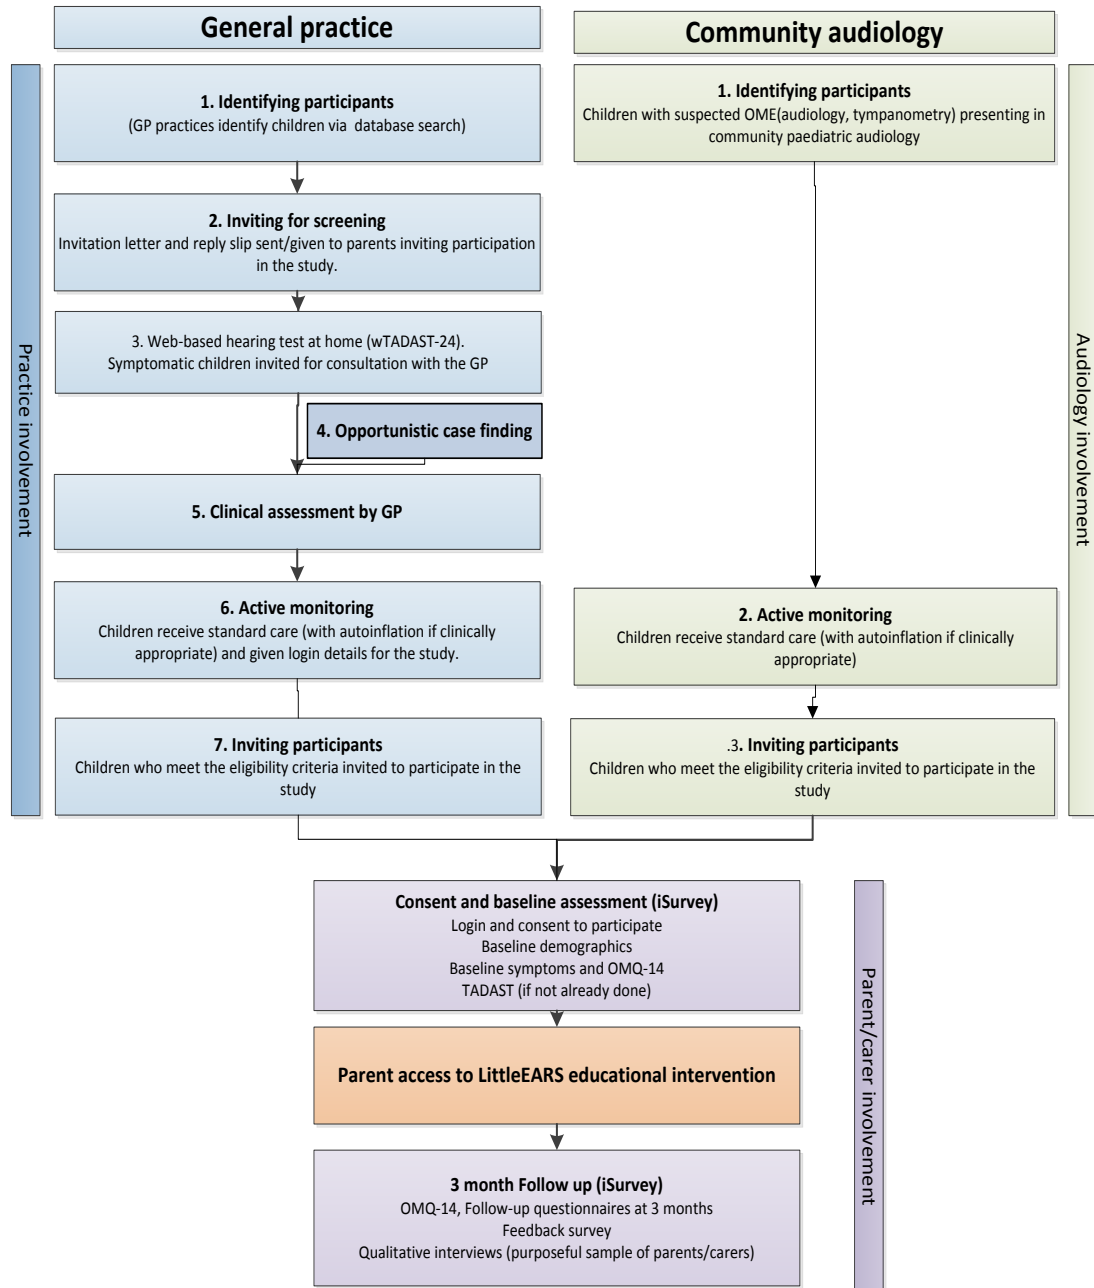 General practice
Community audiology
Practice involvement
1. Identifying participants
(GP practices identify children via database search)
2. Inviting for screening
Invitation letter and reply slip sent/given to parents inviting participation
in the study.
3. Web-based hearing test at home (wTADAST-24).
Symptomatic children invited for consultation with the GP
4. Opportunistic case finding
5. Clinical assessment by GP
6. Active monitoring
Children receive standard care (with autoinflation if clinically
appropriate) and given login details for the study.
7. Inviting participants
Children who meet the eligibility criteria invited to participate in the
study
1. Identifying participants
Children with suspected OME(audiology, tympanometry) presenting in
community paediatric audiology
2. Active monitoring
Children receive standard care (with autoinflation if clinically
appropriate)
.3. Inviting participants
Children who meet the eligibility criteria invited to participate in the
study
Audiology involvement
Consent and baseline assessment (iSurvey)
Login and consent to participate
Baseline demographics
Baseline symptoms and OMQ-14
TADAST (if not already done)
Parent access to LittleEARS educational intervention
3 month Follow up (iSurvey)
OMQ-14, Follow-up questionnaires at 3 months
Feedback survey
Qualitative interviews (purposeful sample of parents/carers)
Parent/carer involvement